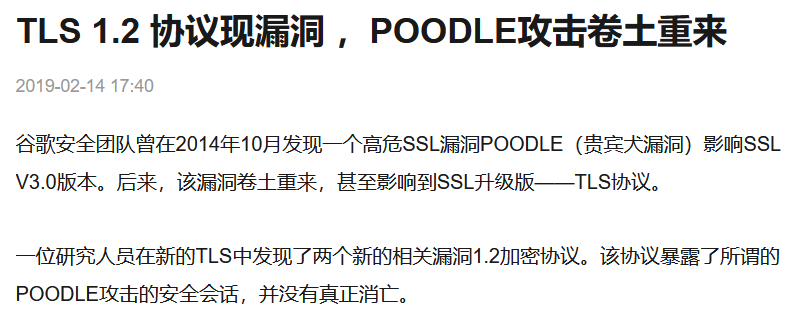 TLS 1.2 协议现漏洞 ，POODLE攻击卷土重来
2019-02-14 17:40
谷歌安全团队曾在2014年10月发现一个高危SSL漏洞POODLE（贵宾犬漏洞）影响SSL
V3.0版本。后来，该漏洞卷土重来，甚至影响到SSL升级版——TLS协议。
一位研究人员在新的TLS中发现了两个新的相关漏洞1.2加密协议。该协议暴露了所谓的
POODLE攻击的安全会话，并没有真正消亡。